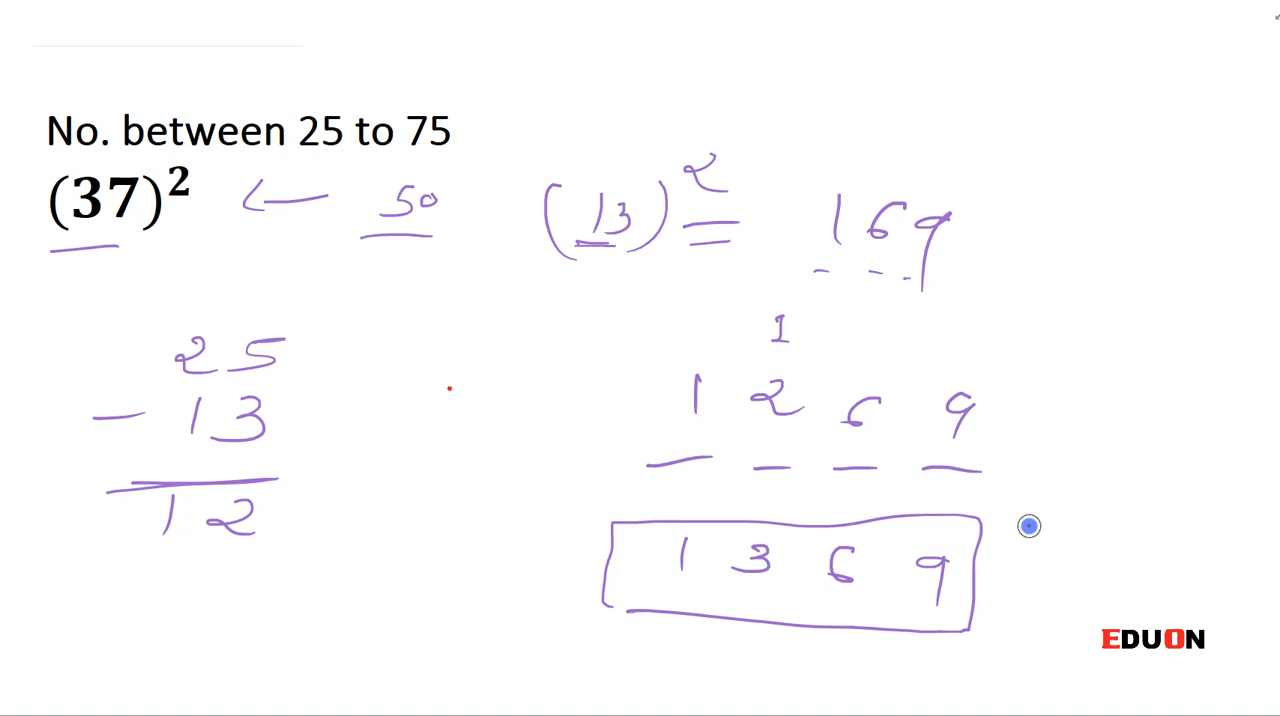 No. between 25 to 75
(37)² ← 50
(13)²
169
25
- 13
12
1
1 2 6 9
1 3 6 9
EDUON